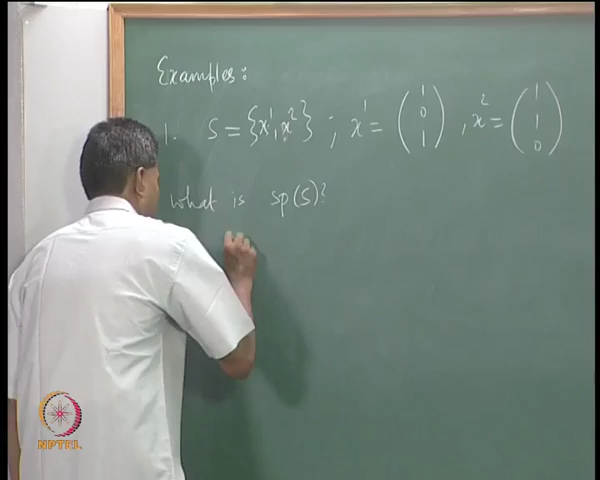 Examples:
1. S = {x¹, x²} ; x¹ = (1 0 1), x² = (1 1 0)
what is sp(S)?
NPTEL